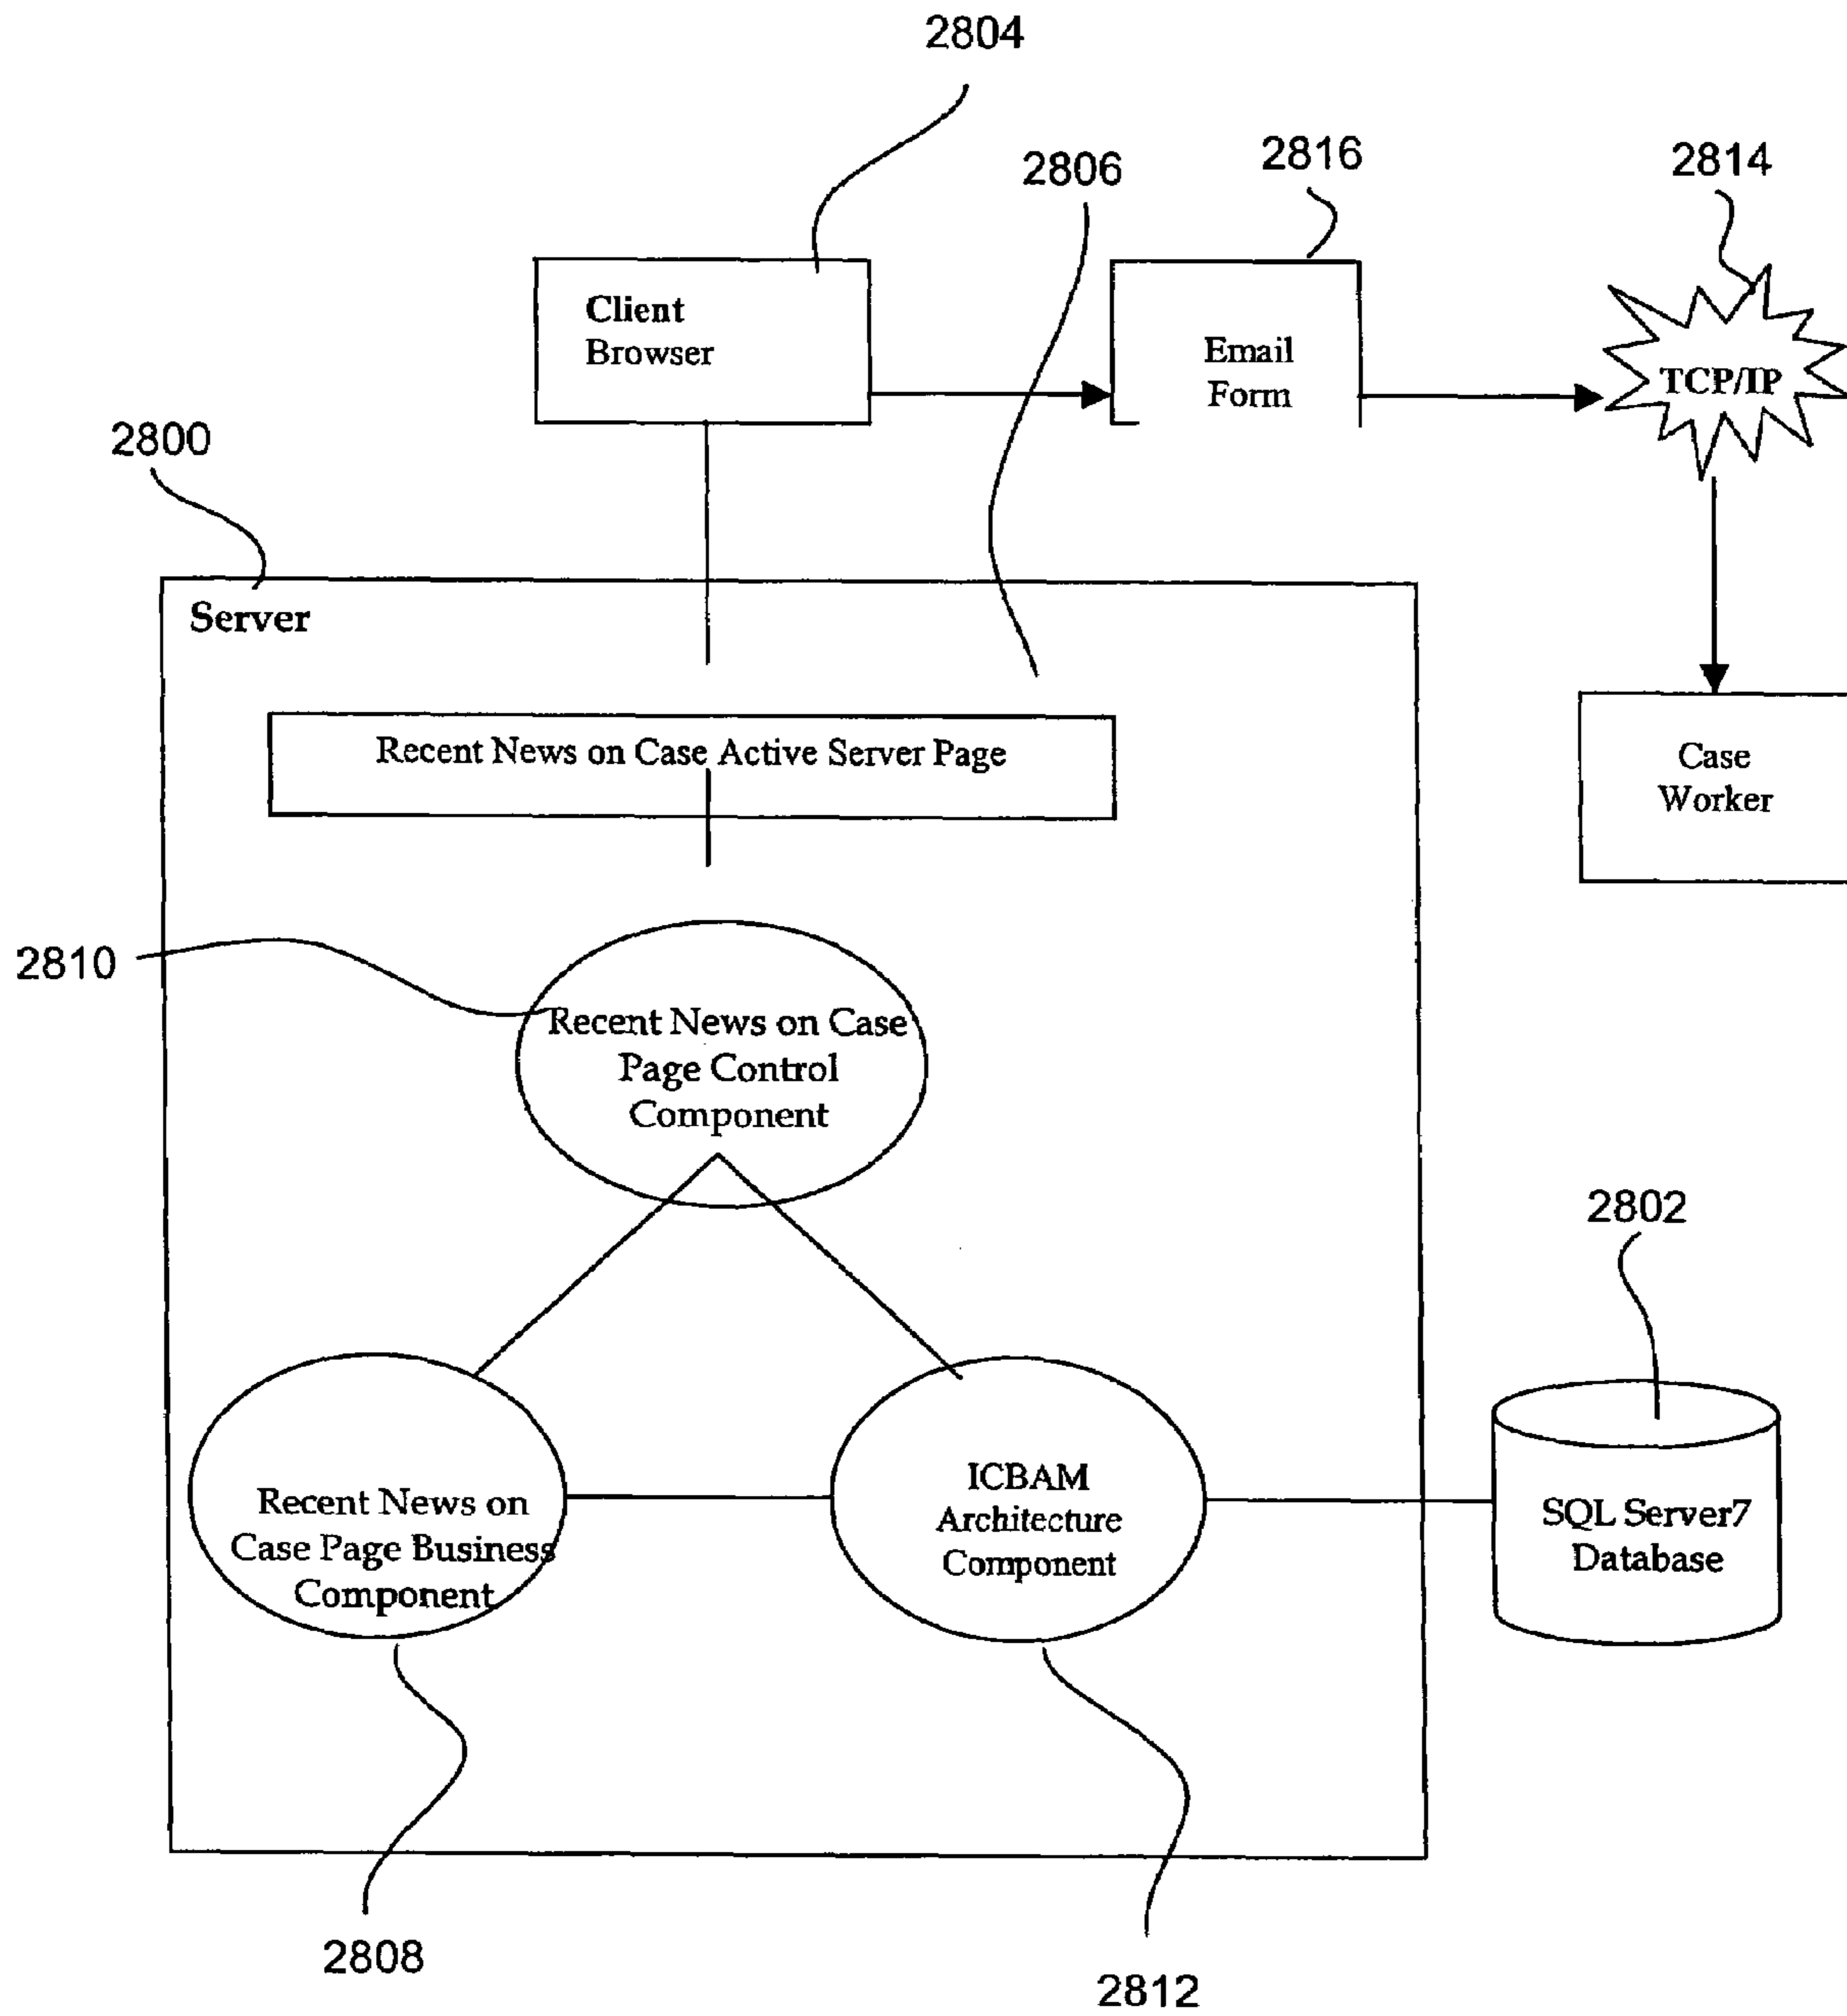 2804
2806
2816
2814
Client
Browser
Email
Form
TCP/IP
2800
Server
Recent News on Case Active Server Page
Case
Worker
2810
Recent News on Case
Page Control
Component
2802
Recent News on
Case Page Business
Component
ICBAM
Architecture
Component
SQL Server7
Database
2808
2812